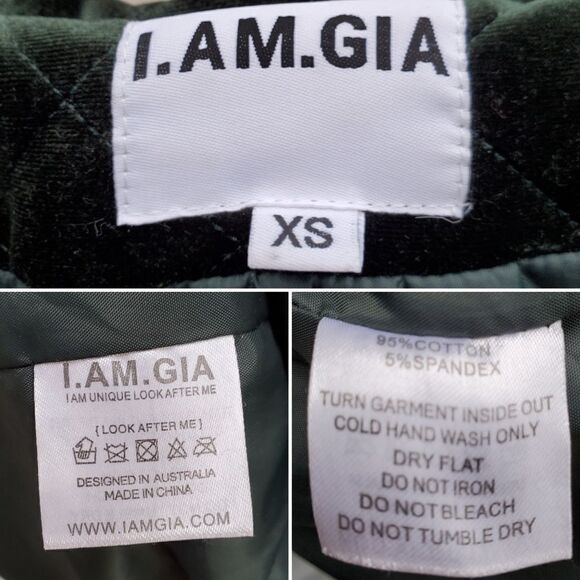 I.AM.GIA
XS
I.AM.GIA
I AM UNIQUE LOOK AFTER ME
{ LOOK AFTER ME }
DESIGNED IN AUSTRALIA
MADE IN CHINA
WWW.IAMGIA.COM
95%COTTON
5%SPANDEX
TURN GARMENT INSIDE OUT
COLD HAND WASH ONLY
DRY FLAT
DO NOT IRON
DO NOT BLEACH
DO NOT TUMBLE DRY